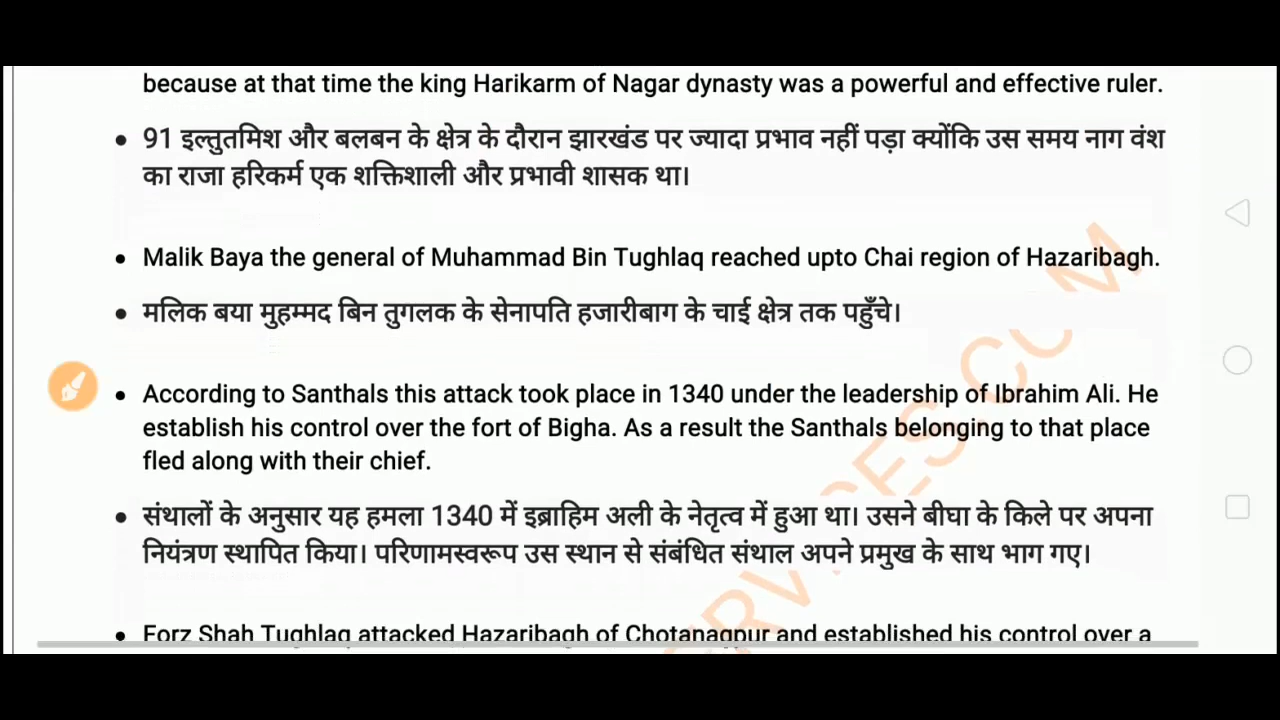 because at that time the king Harikarm of Nagar dynasty was a powerful and effective ruler.
• 91 इल्तुतमिश और बलबन के क्षेत्र के दौरान झारखंड पर ज्यादा प्रभाव नहीं पड़ा क्योंकि उस समय नाग वंश
का राजा हरिकर्म एक शक्तिशाली और प्रभावी शासक था।
• Malik Baya the general of Muhammad Bin Tughlaq reached upto Chai region of Hazaribagh.
• मलिक बया मुहम्मद बिन तुगलक के सेनापति हजारीबाग के चाई क्षेत्र तक पहुँचे।
• According to Santhals this attack took place in 1340 under the leadership of Ibrahim Ali. He
establish his control over the fort of Bigha. As a result the Santhals belonging to that place
fled along with their chief.
• संथालों के अनुसार यह हमला 1340 में इब्राहिम अली के नेतृत्व में हुआ था। उसने बीघा के किले पर अपना
नियंत्रण स्थापित किया। परिणामस्वरूप उस स्थान से संबंधित संथाल अपने प्रमुख के साथ भाग गए।
• Forz Shah Tughlaq attacked Hazaribagh of Chotanagpur and established his control over a